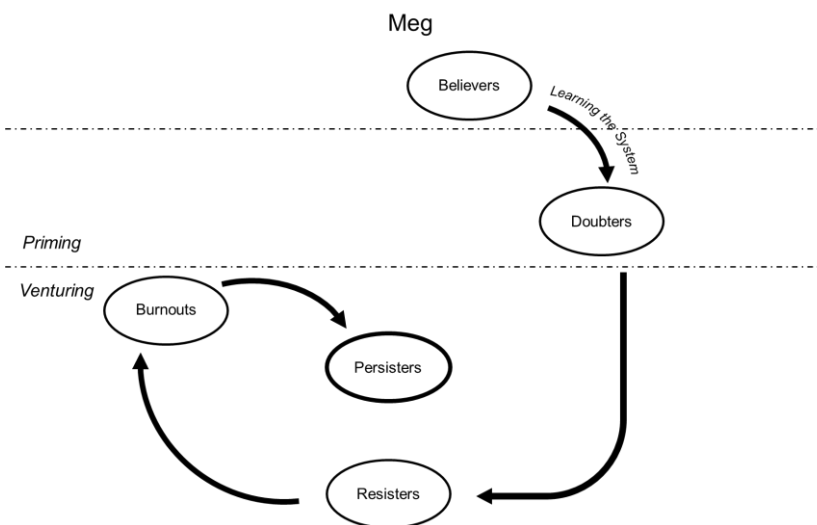 Meg
Believers
Learning the System
Doubters
Priming
Venturing
Burnouts
Persisters
Resisters